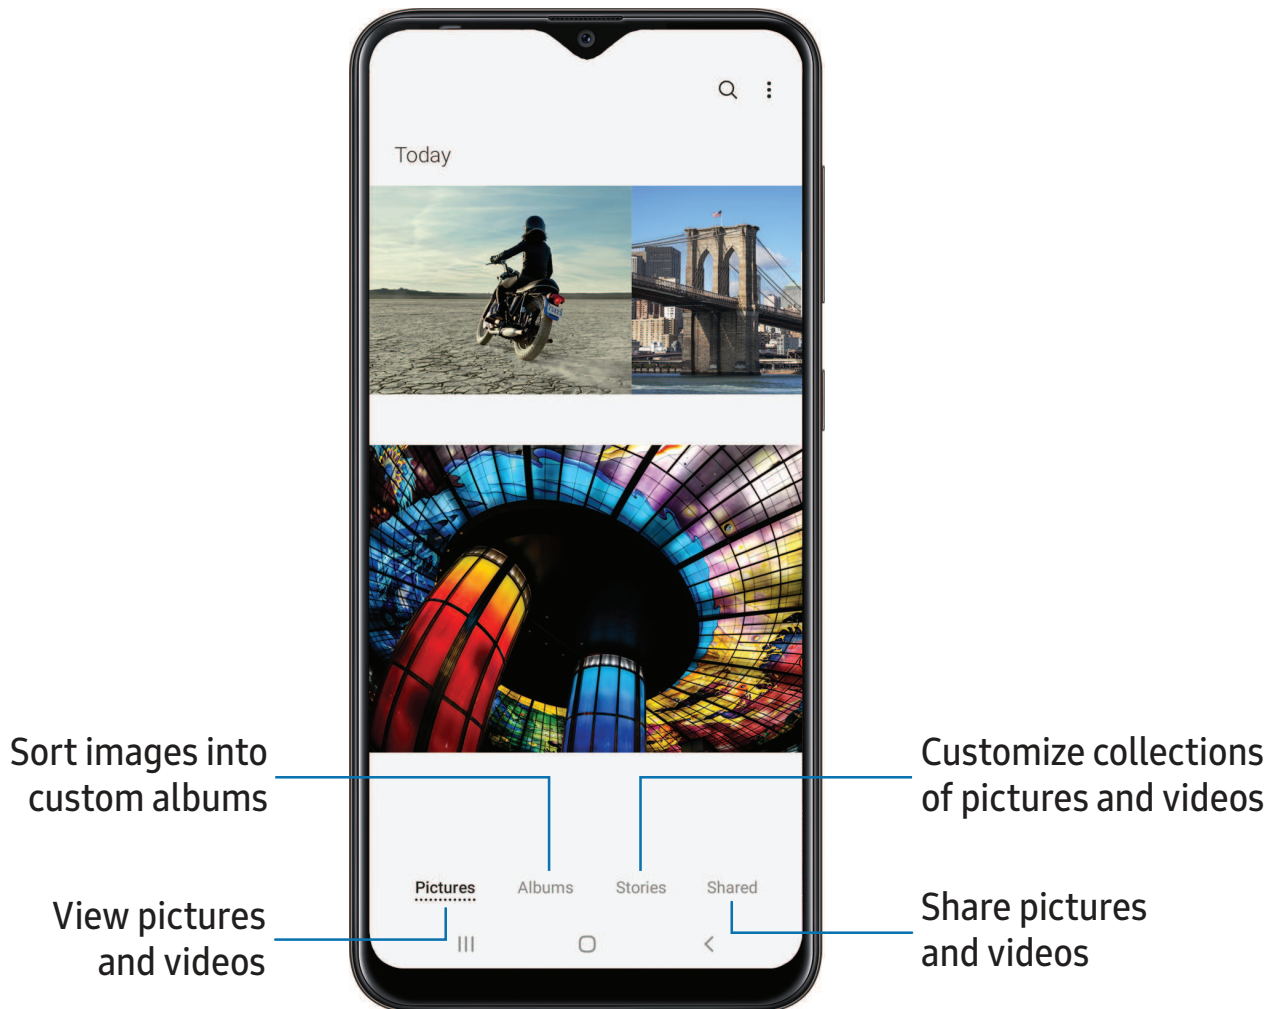 Today
Sort images into
custom albums
Customize collections
of pictures and videos
Pictures
Albums
Stories
Shared
View pictures
and videos
Share pictures
and videos